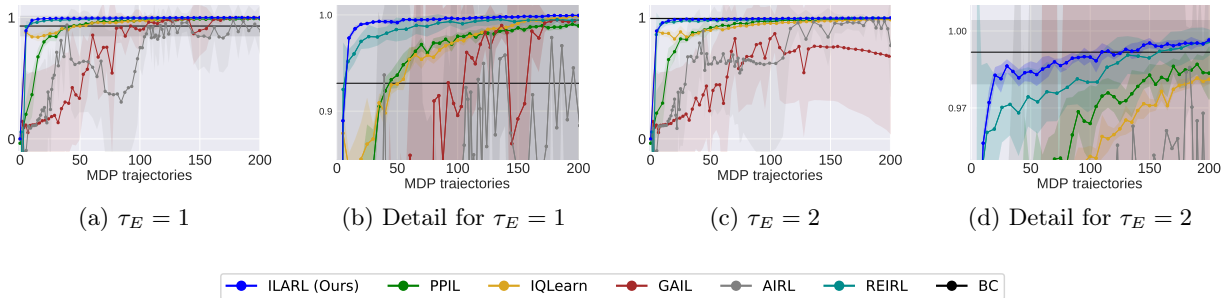 1
0
0 50 100 150 200
MDP trajectories
(a) τE = 1
1.0
0.9
0 50 100 150 200
MDP trajectories
(b) Detail for τE = 1
1
0
0 50 100 150 200
MDP trajectories
(c) τE = 2
1.00
0.97
0 50 100 150 200
MDP trajectories
(d) Detail for τE = 2
ILARL (Ours) PPIL IQLearn GAIL AIRL REIRL BC